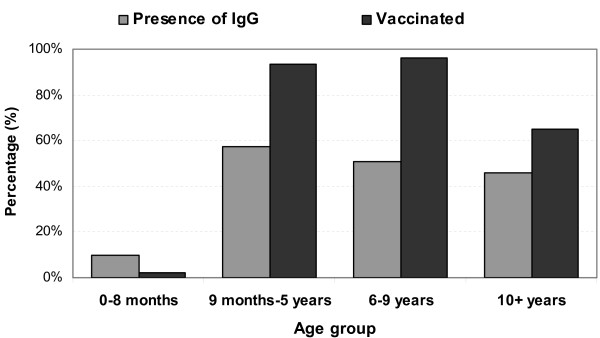 Presence of IgG Vaccinated
100%
80%
60%
40%
20%
0%
Percentage (%)
0-8 months 9 months-5 years 6-9 years 10+ years
Age group